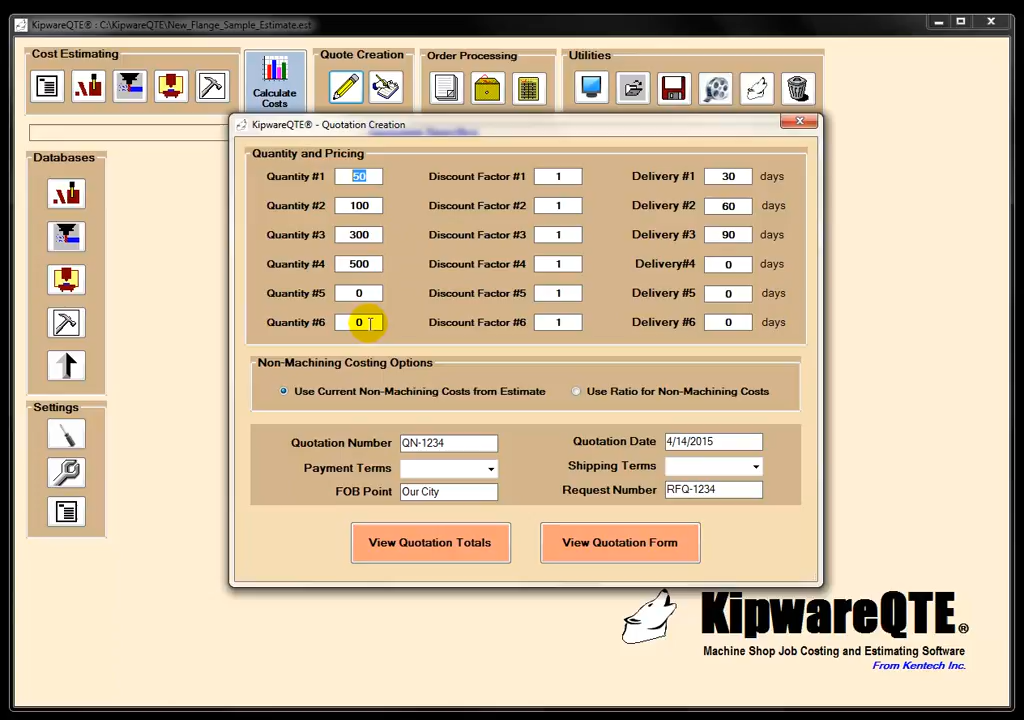 KipwareQTE® : C:\KipwareQTE\New_Flange_Sample_Estimate.est
Cost Estimating
Calculate
Costs
Quote Creation
Order Processing
Utilities
Databases
Settings
KipwareQTE® - Quotation Creation
Quantity and Pricing
Quantity #1 50 Discount Factor #1 1 Delivery #1 30 days
Quantity #2 100 Discount Factor #2 1 Delivery #2 60 days
Quantity #3 300 Discount Factor #3 1 Delivery #3 90 days
Quantity #4 500 Discount Factor #4 1 Delivery#4 0 days
Quantity #5 0 Discount Factor #5 1 Delivery #5 0 days
Quantity #6 0 Discount Factor #6 1 Delivery #6 0 days
Non-Machining Costing Options
Use Current Non-Machining Costs from Estimate Use Ratio for Non-Machining Costs
Quotation Number QN-1234 Quotation Date 4/14/2015
Payment Terms Shipping Terms
FOB Point Our City Request Number RFQ-1234
View Quotation Totals View Quotation Form
KipwareQTE®
Machine Shop Job Costing and Estimating Software
From Kentech Inc.